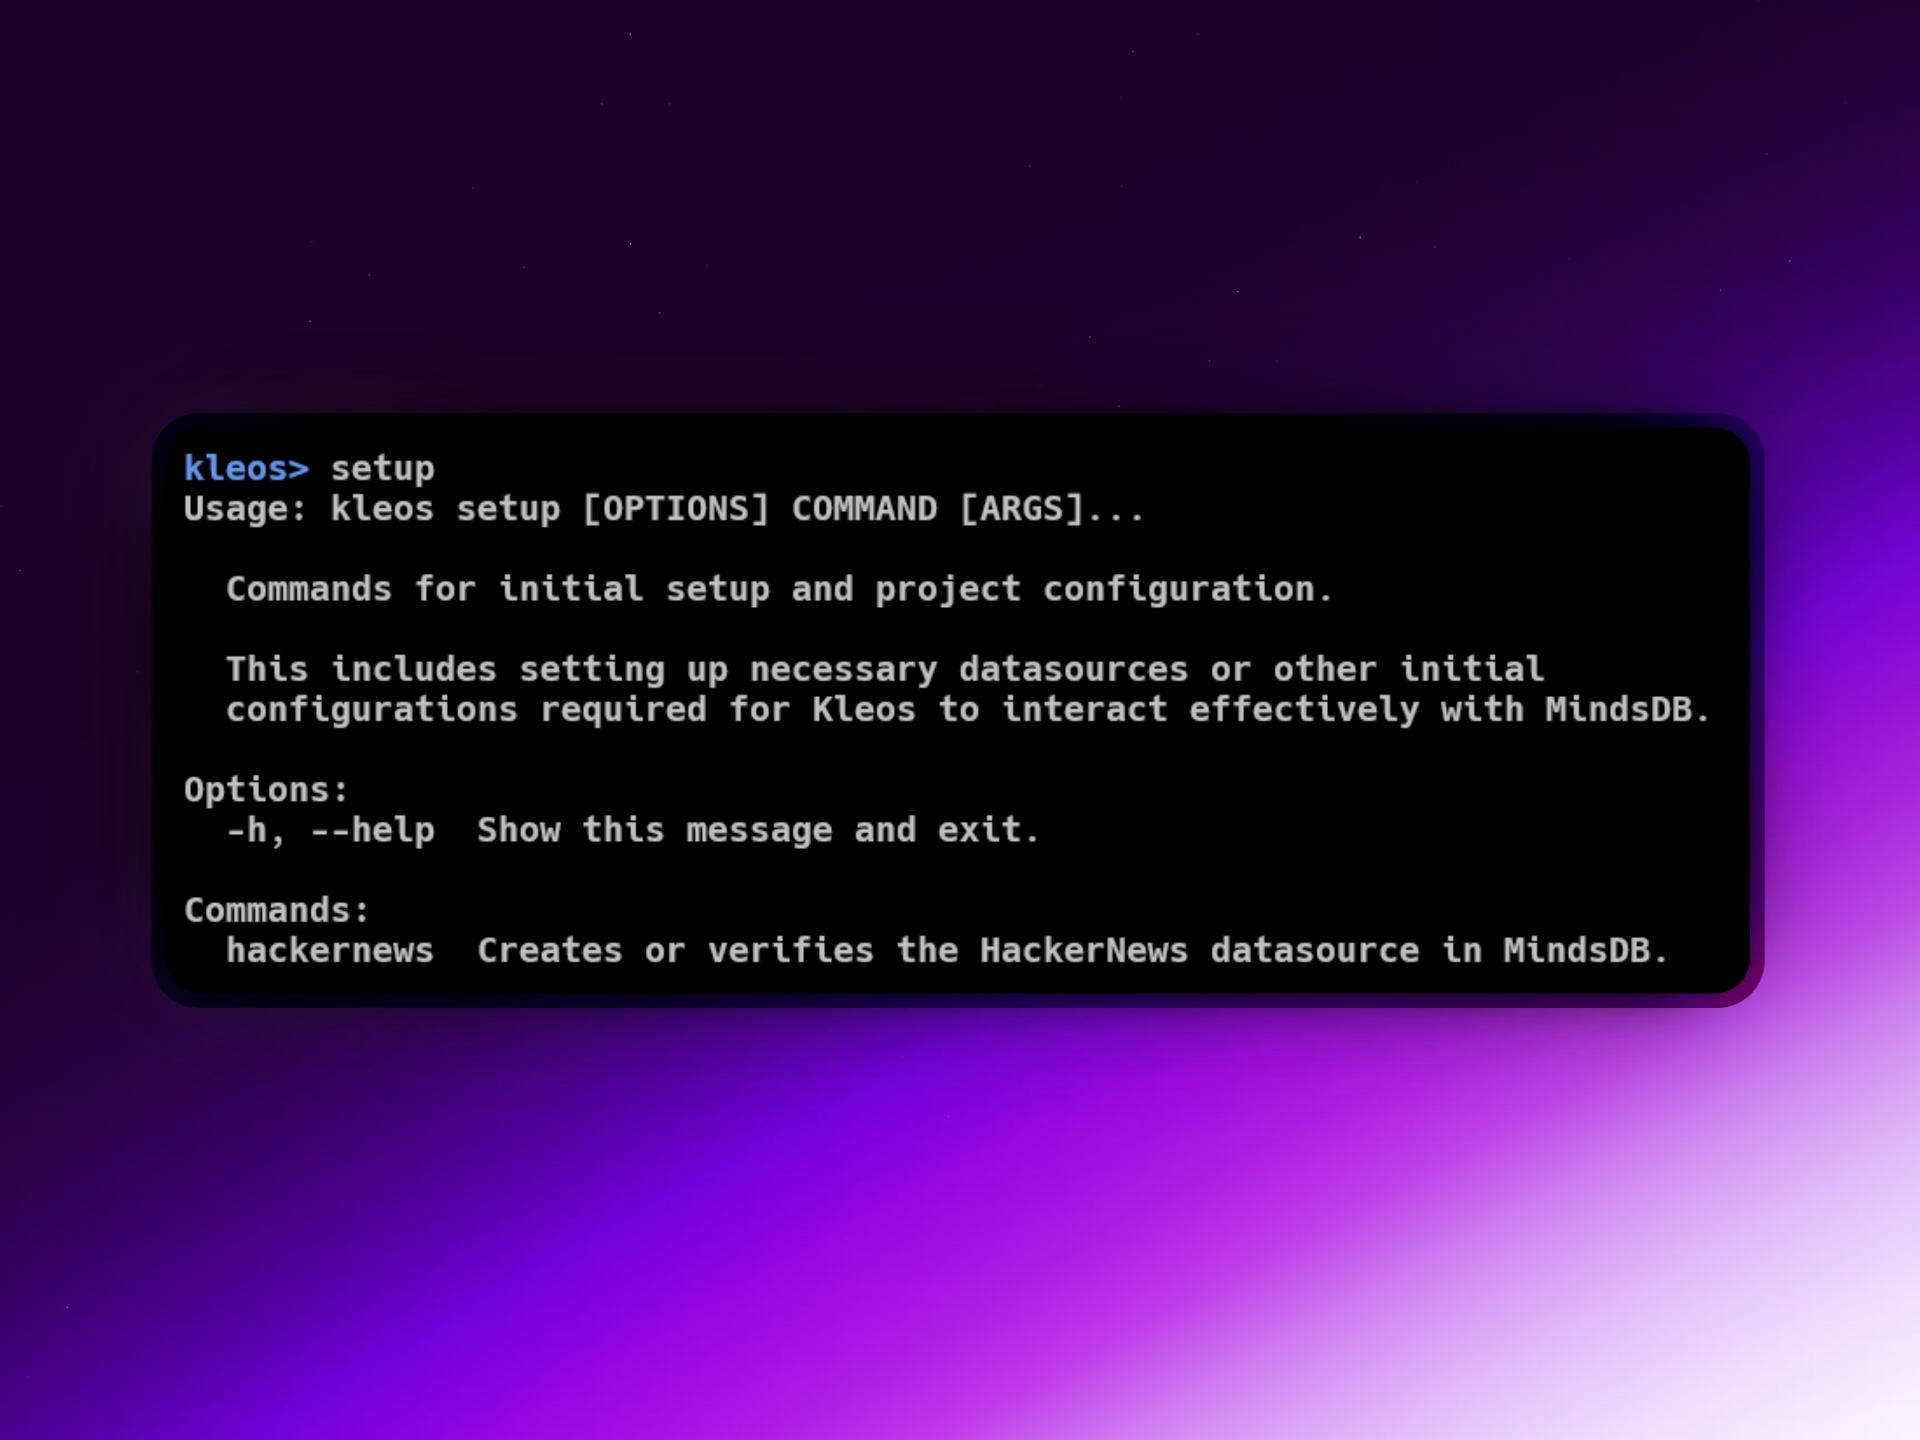 kleos> setup
Usage: kleos setup [OPTIONS] COMMAND [ARGS]...
Commands for initial setup and project configuration.
This includes setting up necessary datasources or other initial
configurations required for Kleos to interact effectively with MindsDB.
Options:
-h, --help  Show this message and exit.
Commands:
hackernews  Creates or verifies the HackerNews datasource in MindsDB.